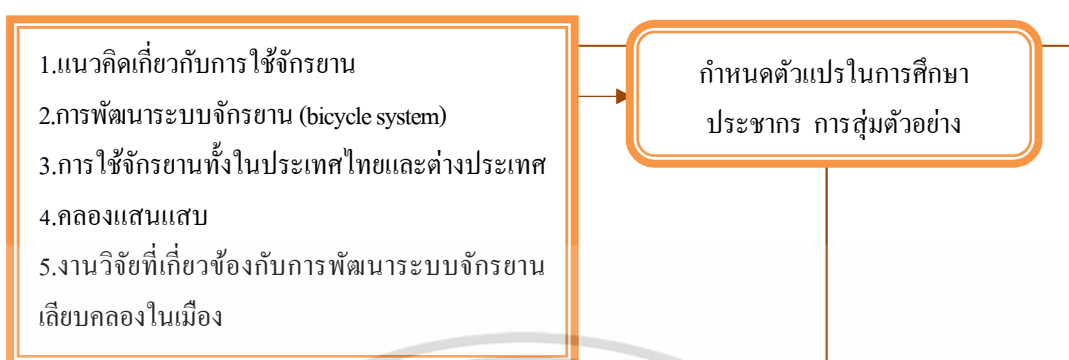 1.แนวคิดเกี่ยวกับการใช้จักรยาน
2.การพัฒนาระบบจักรยาน (bicycle system)
3.การใช้จักรยานทั้งในประเทศไทยและต่างประเทศ
4.คลองแสนแสบ
5.งานวิจัยที่เกี่ยวข้องกับการพัฒนาระบบจักรยาน
เลียบคลองในเมือง
กำหนดตัวแปรในการศึกษา
ประชากร การสุ่มตัวอย่าง